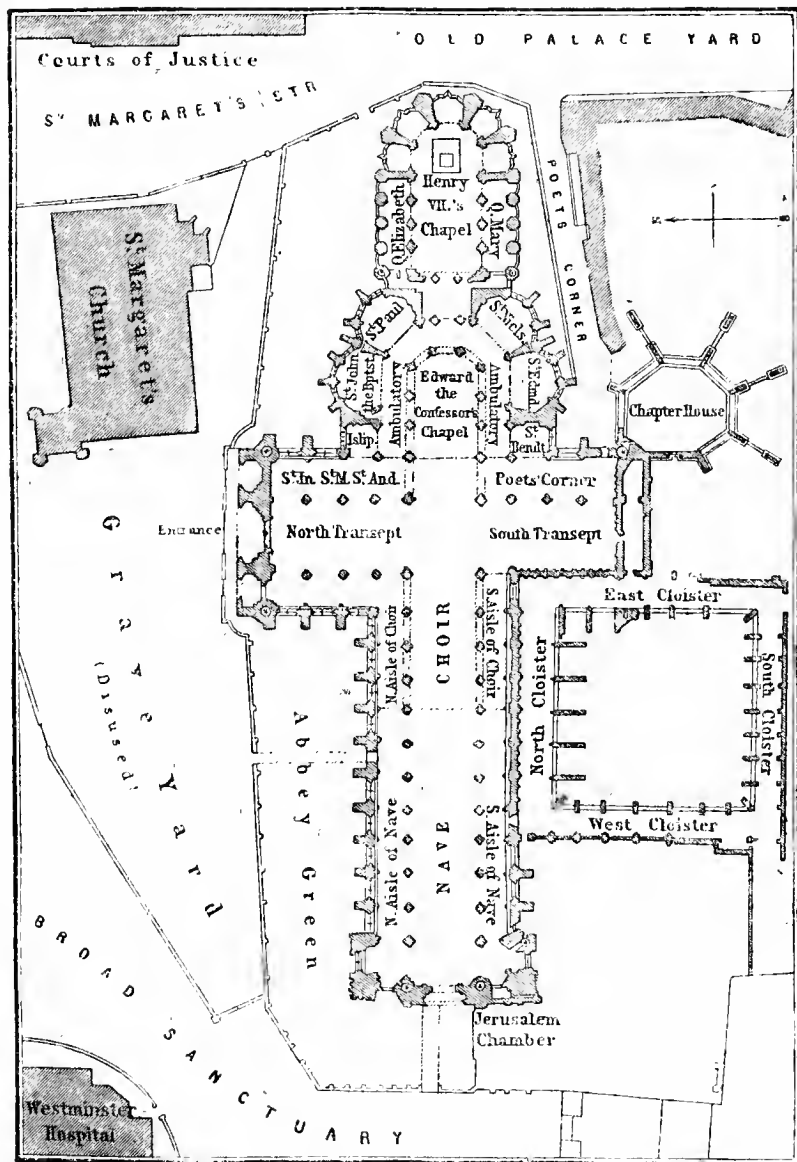 OLD PALACE YARD
Courts of Justice
St MARGARET'S STR
POETS CORNER
St Margaret's
Church
Henry
VII.'s
Chapel
Q. Elizabeth
Q. Mary
St Paul
St Nicls.
St John
The Bptst
Ambulatory
Edward
the
Confessor's
Chapel
Ambulatory
St Edmd.
Islip
St
Bendt
Chapter House
St Jn. St M. St And.
Poets' Corner
Entrance
North Transept
South Transept
Grave Yard
(Disused)
East Cloister
N. Aisle of Choir
CHOIR
S. Aisle of Choir
North Cloister
South Cloister
West Cloister
Abbey Green
N. Aisle of Nave
NAVE
S. Aisle of Nave
Jerusalem
Chamber
BROAD SANCTUARY
Westminster
Hospital